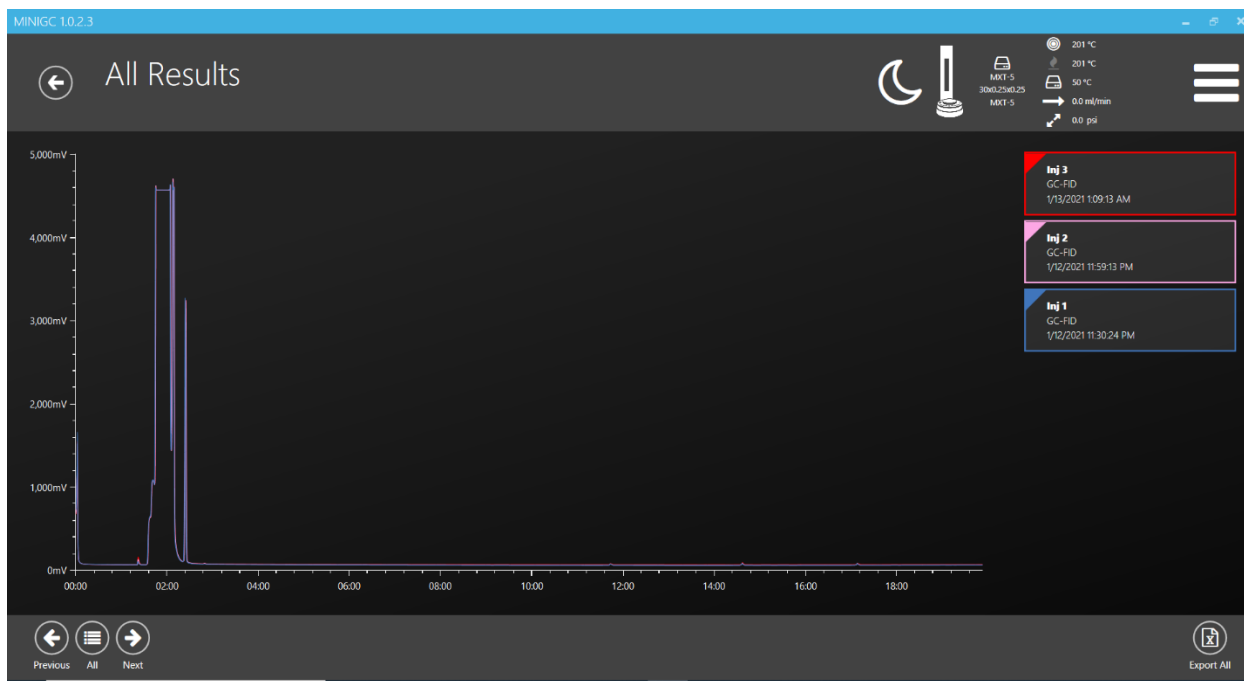 MINIGC 1.0.2.3
All Results
MXT-5
30x0.25x0.25
MXT-5
201 °C
201 °C
50 °C
0.0 ml/min
0.0 psi
5,000mV
4,000mV
3,000mV
2,000mV
1,000mV
0mV
00:00
02:00
04:00
06:00
08:00
10:00
12:00
14:00
16:00
18:00
Inj 3
GC-FID
1/13/2021 1:09:13 AM
Inj 2
GC-FID
1/12/2021 11:59:13 PM
Inj 1
GC-FID
1/12/2021 11:30:24 PM
Previous
All
Next
Export All